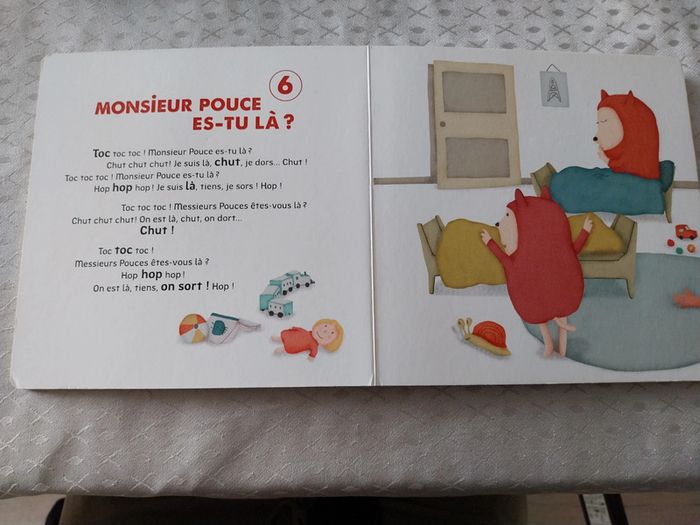 6
MONSIEUR POUCE
ES-TU LÀ ?
Toc toc toc ! Monsieur Pouce es-tu là ?
Chut chut chut! Je suis là, chut, je dors... Chut !
Toc toc toc ! Monsieur Pouce es-tu là ?
Hop hop hop ! Je suis là, tiens, je sors ! Hop !
Toc toc toc ! Messieurs Pouces êtes-vous là ?
Chut chut chut! On est là, chut, on dort...
Chut !
Toc toc toc !
Messieurs Pouces êtes-vous là ?
Hop hop hop !
On est là, tiens, on sort ! Hop !